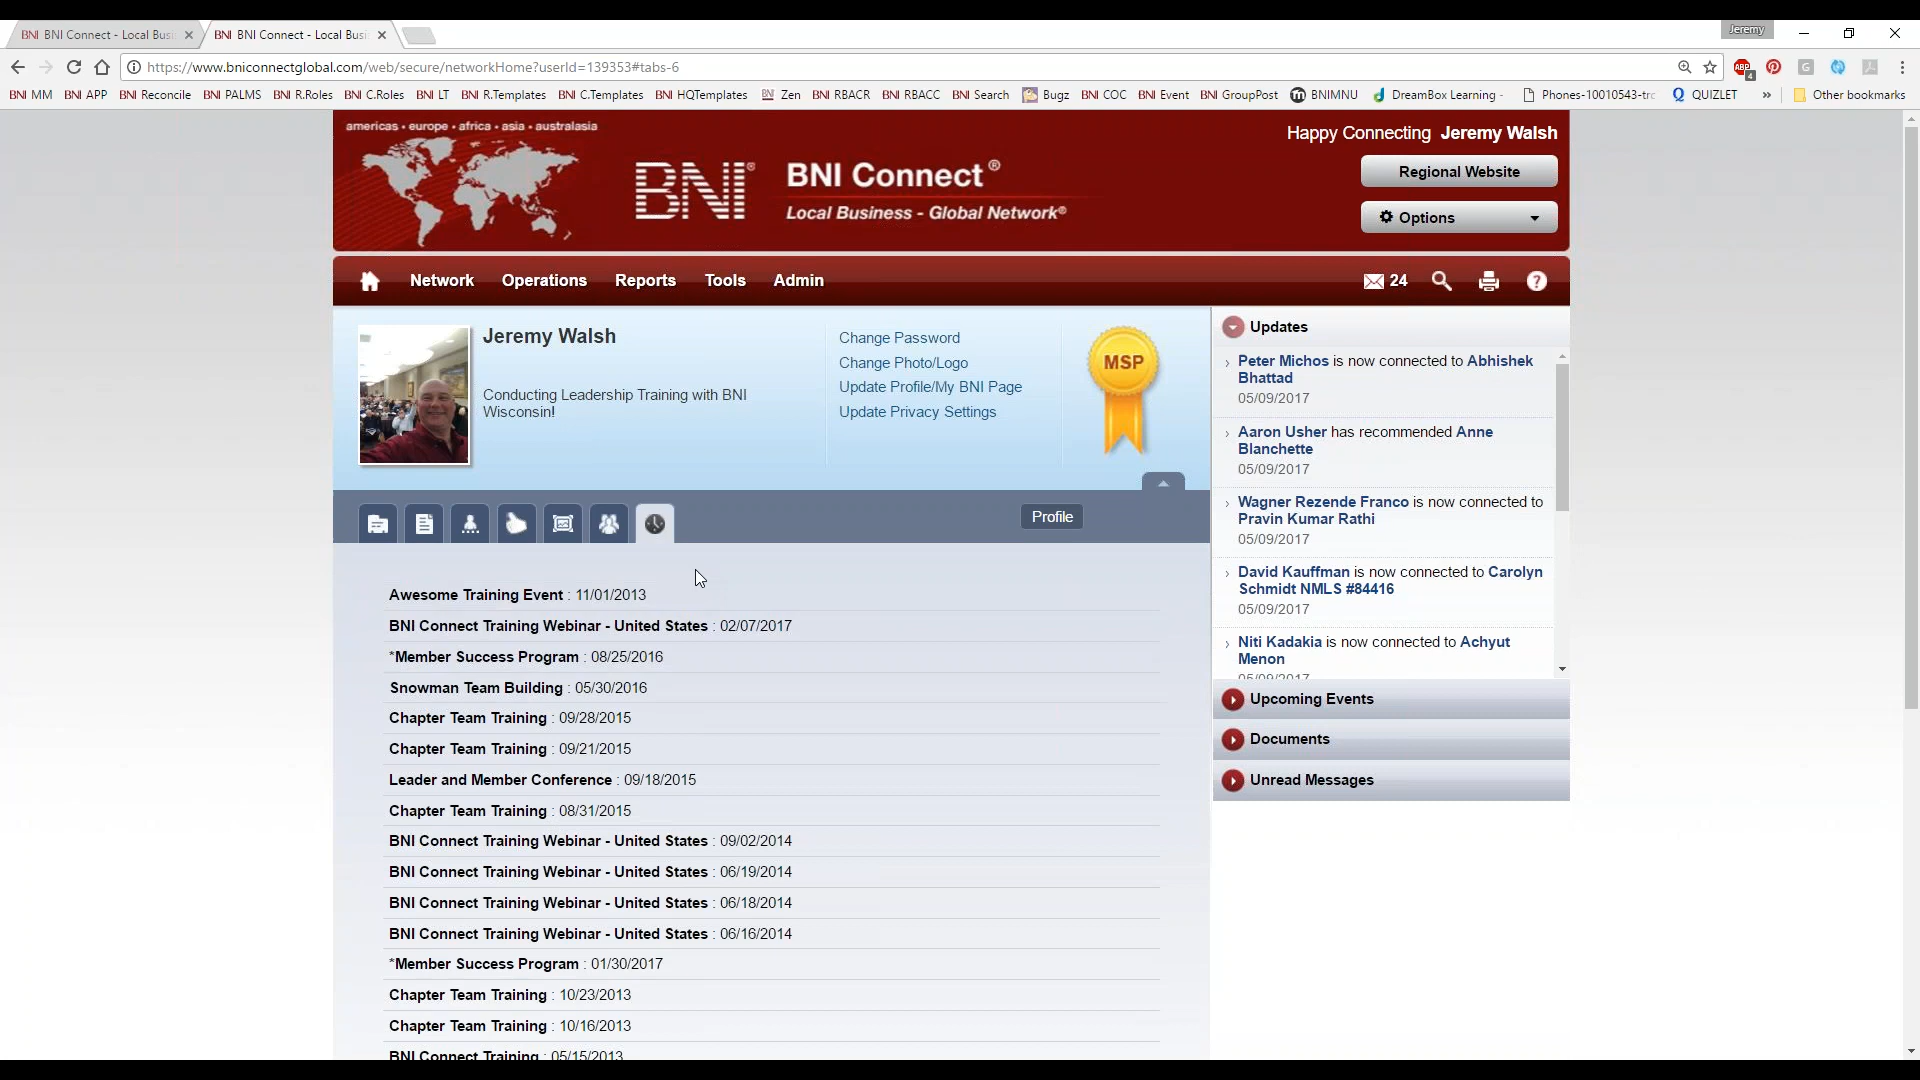 BNI BNI Connect - Local Busi
BNI BNI Connect - Local Busi
Jeremy
https://www.bniconnectglobal.com/web/secure/networkHome?userId=139353#tabs-6
ABP
4
BNI MM
BNI APP
BNI Reconcile
BNI PALMS
BNI R.Roles
BNI C.Roles
BNI LT
BNI R.Templates
BNI C.Templates
BNI HQTemplates
Zen
BNI RBACR
BNI RBACC
BNI Search
Bugz
BNI COC
BNI Event
BNI GroupPost
BNIMNU
DreamBox Learning -
Phones-10010543-tr
QUIZLET
»
Other bookmarks
americas • europe • africa • asia • australasia
BNI®
BNI Connect®
Local Business - Global Network®
Happy Connecting Jeremy Walsh
Regional Website
Options
Network
Operations
Reports
Tools
Admin
24
Jeremy Walsh
Conducting Leadership Training with BNI
Wisconsin!
Change Password
Change Photo/Logo
Update Profile/My BNI Page
Update Privacy Settings
MSP
Profile
Awesome Training Event : 11/01/2013
BNI Connect Training Webinar - United States : 02/07/2017
*Member Success Program : 08/25/2016
Snowman Team Building : 05/30/2016
Chapter Team Training : 09/28/2015
Chapter Team Training : 09/21/2015
Leader and Member Conference : 09/18/2015
Chapter Team Training : 08/31/2015
BNI Connect Training Webinar - United States : 09/02/2014
BNI Connect Training Webinar - United States : 06/19/2014
BNI Connect Training Webinar - United States : 06/18/2014
BNI Connect Training Webinar - United States : 06/16/2014
*Member Success Program : 01/30/2017
Chapter Team Training : 10/23/2013
Chapter Team Training : 10/16/2013
BNI Connect Training : 05/15/2013
Updates
Peter Michos is now connected to Abhishek
Bhattad
05/09/2017
Aaron Usher has recommended Anne
Blanchette
05/09/2017
Wagner Rezende Franco is now connected to
Pravin Kumar Rathi
05/09/2017
David Kauffman is now connected to Carolyn
Schmidt NMLS #84416
05/09/2017
Niti Kadakia is now connected to Achyut
Menon
05/09/2017
Upcoming Events
Documents
Unread Messages